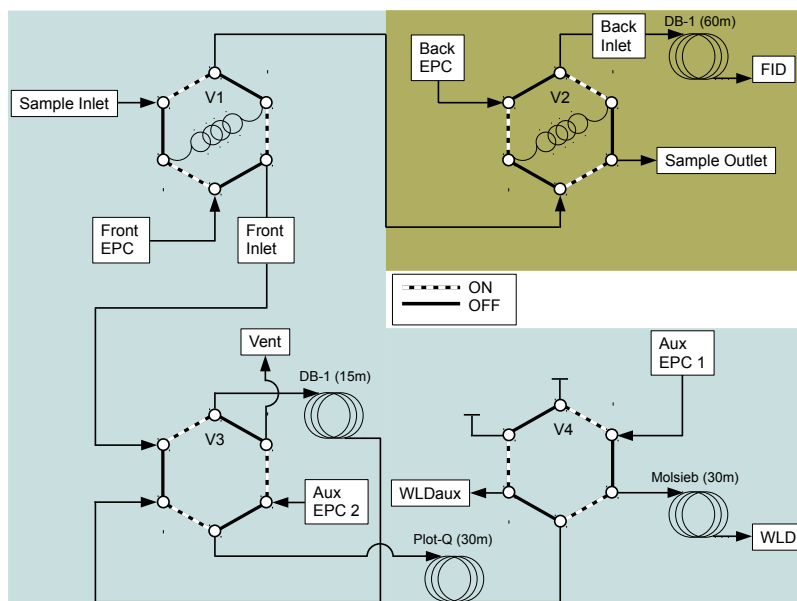 Back
EPC
Back
Inlet
DB-1 (60m)
FID
V1
V2
Sample Inlet
Sample Outlet
Front
EPC
Front
Inlet
ON
OFF
Vent
Aux
EPC 1
DB-1 (15m)
V3
V4
Aux
EPC 2
WLDaux
Molsieb (30m)
Plot-Q (30m)
WLD